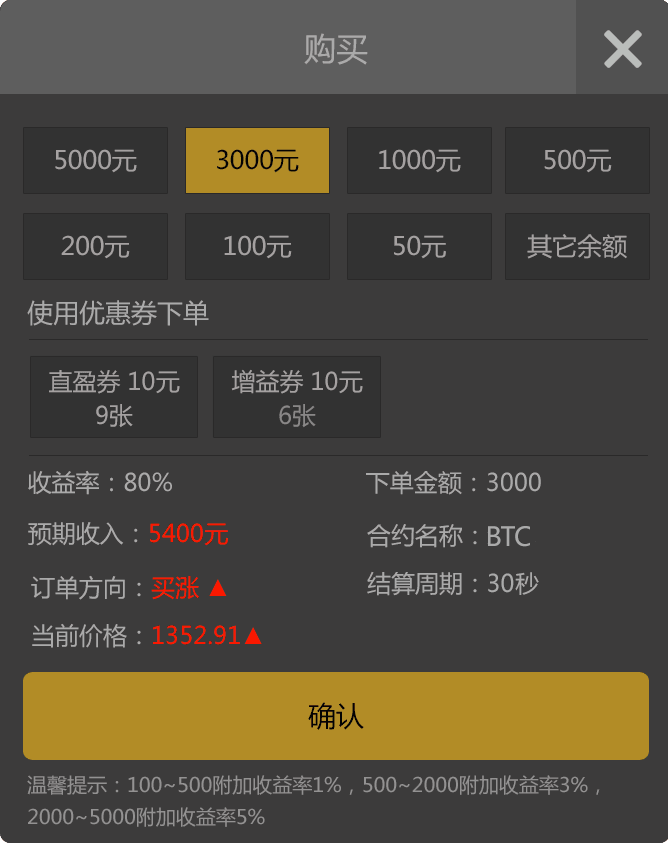 购买
5000元 3000元 1000元 500元
200元 100元 50元 其它余额
使用优惠券下单
直盈券 10元 增益券 10元
9张 6张
收益率：80% 下单金额：3000
预期收入：5400元 合约名称：BTC
订单方向：买涨 ▲ 结算周期：30秒
当前价格：1352.91▲
确认
温馨提示：100~500附加收益率1%，500~2000附加收益率3%，
2000~5000附加收益率5%